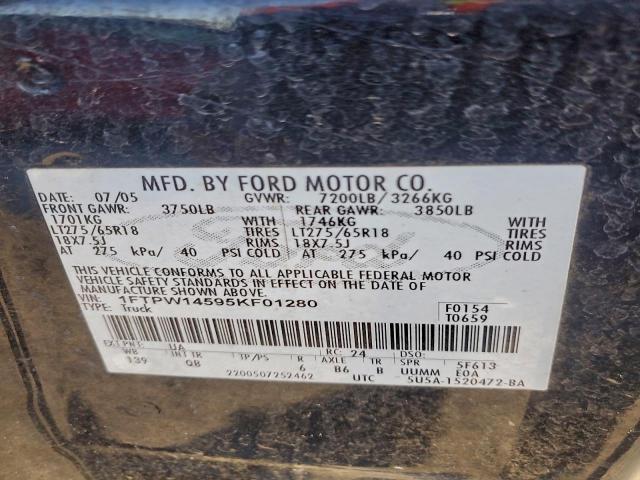 MFD. BY FORD MOTOR CO.
DATE: 07/05 GVWR: 7200LB/ 3266KG
FRONT GAWR: 3750LB REAR GAWR: 3850LB
1701KG WITH 1746KG WITH
LT275/65R18 TIRES LT275/65R18 TIRES
18X7.5J RIMS 18X7.5J RIMS
AT 275 kPa/ 40 PSI COLD AT 275 kPa/ 40 PSI COLD
THIS VEHICLE CONFORMS TO ALL APPLICABLE FEDERAL MOTOR
VEHICLE SAFETY STANDARDS IN EFFECT ON THE DATE OF
MANUFACTURE SHOWN ABOVE.
VIN: 1FTPW14595KF01280 F0154
TYPE: Truck T0659
EXT PNT: UA RC: 24 DSO:
WB INT TR TP/PS R AXLE TR SPR 5F613
139 QB 6 B6 B UUMM E0A
2200507252462 UTC 5U5A-1520472-BA